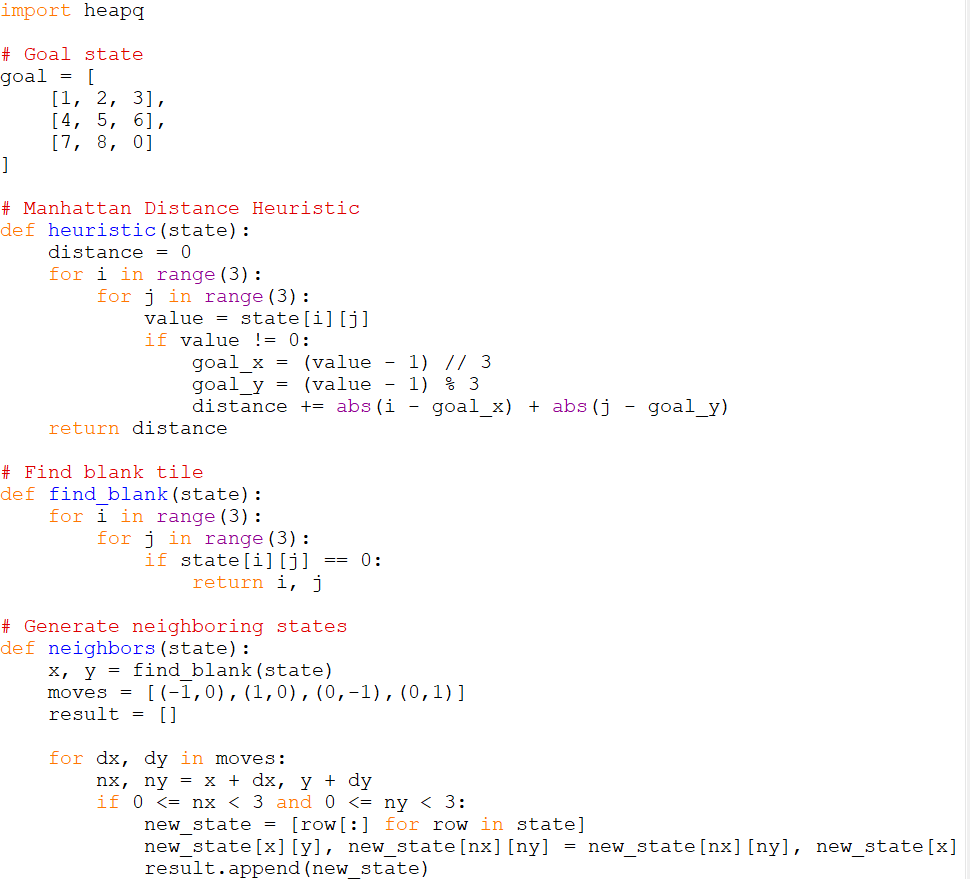 import heapq

# Goal state
goal = [
    [1, 2, 3],
    [4, 5, 6],
    [7, 8, 0]
]

# Manhattan Distance Heuristic
def heuristic(state):
    distance = 0
    for i in range(3):
        for j in range(3):
            value = state[i][j]
            if value != 0:
                goal_x = (value - 1) // 3
                goal_y = (value - 1) % 3
                distance += abs(i - goal_x) + abs(j - goal_y)
    return distance

# Find blank tile
def find_blank(state):
    for i in range(3):
        for j in range(3):
            if state[i][j] == 0:
                return i, j

# Generate neighboring states
def neighbors(state):
    x, y = find_blank(state)
    moves = [(-1,0),(1,0),(0,-1),(0,1)]
    result = []

    for dx, dy in moves:
        nx, ny = x + dx, y + dy
        if 0 <= nx < 3 and 0 <= ny < 3:
            new_state = [row[:] for row in state]
            new_state[x][y], new_state[nx][ny] = new_state[nx][ny], new_state[x]
            result.append(new_state)